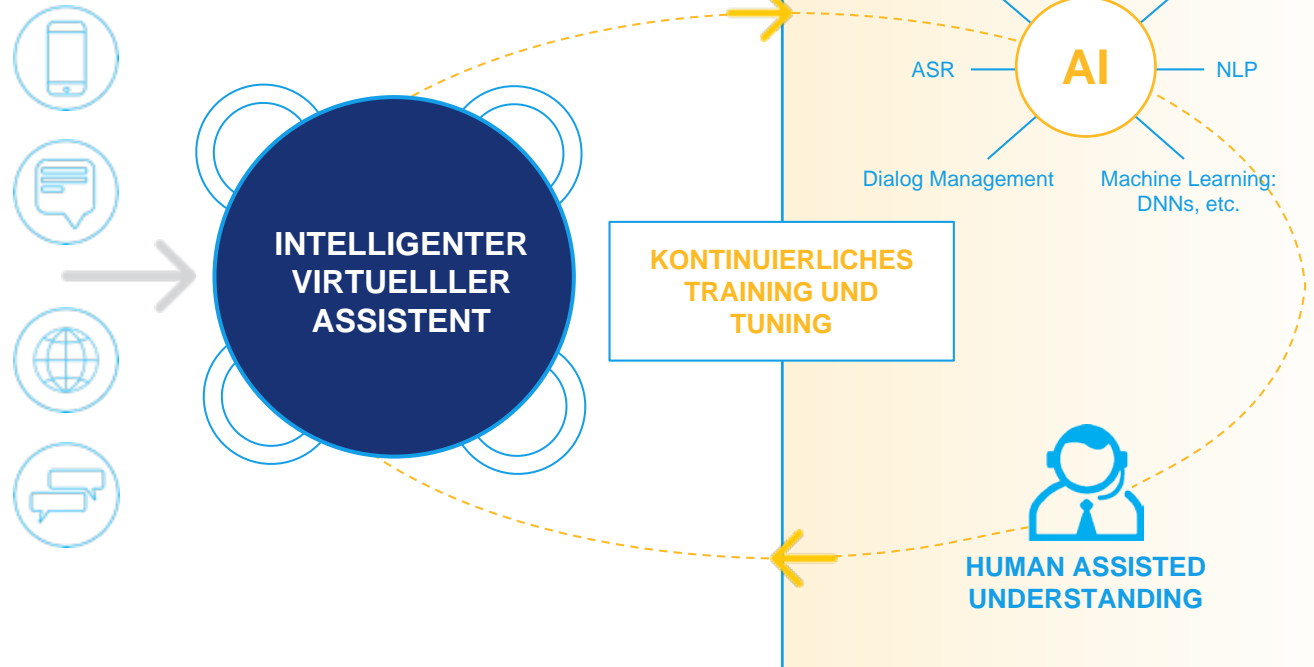 AI
ASR
NLP
Dialog Management
Machine Learning:
DNNs, etc.
INTELLIGENTER
VIRTUELLLER
ASSISTENT
KONTINUIERLICHES
TRAINING UND
TUNING
HUMAN ASSISTED
UNDERSTANDING